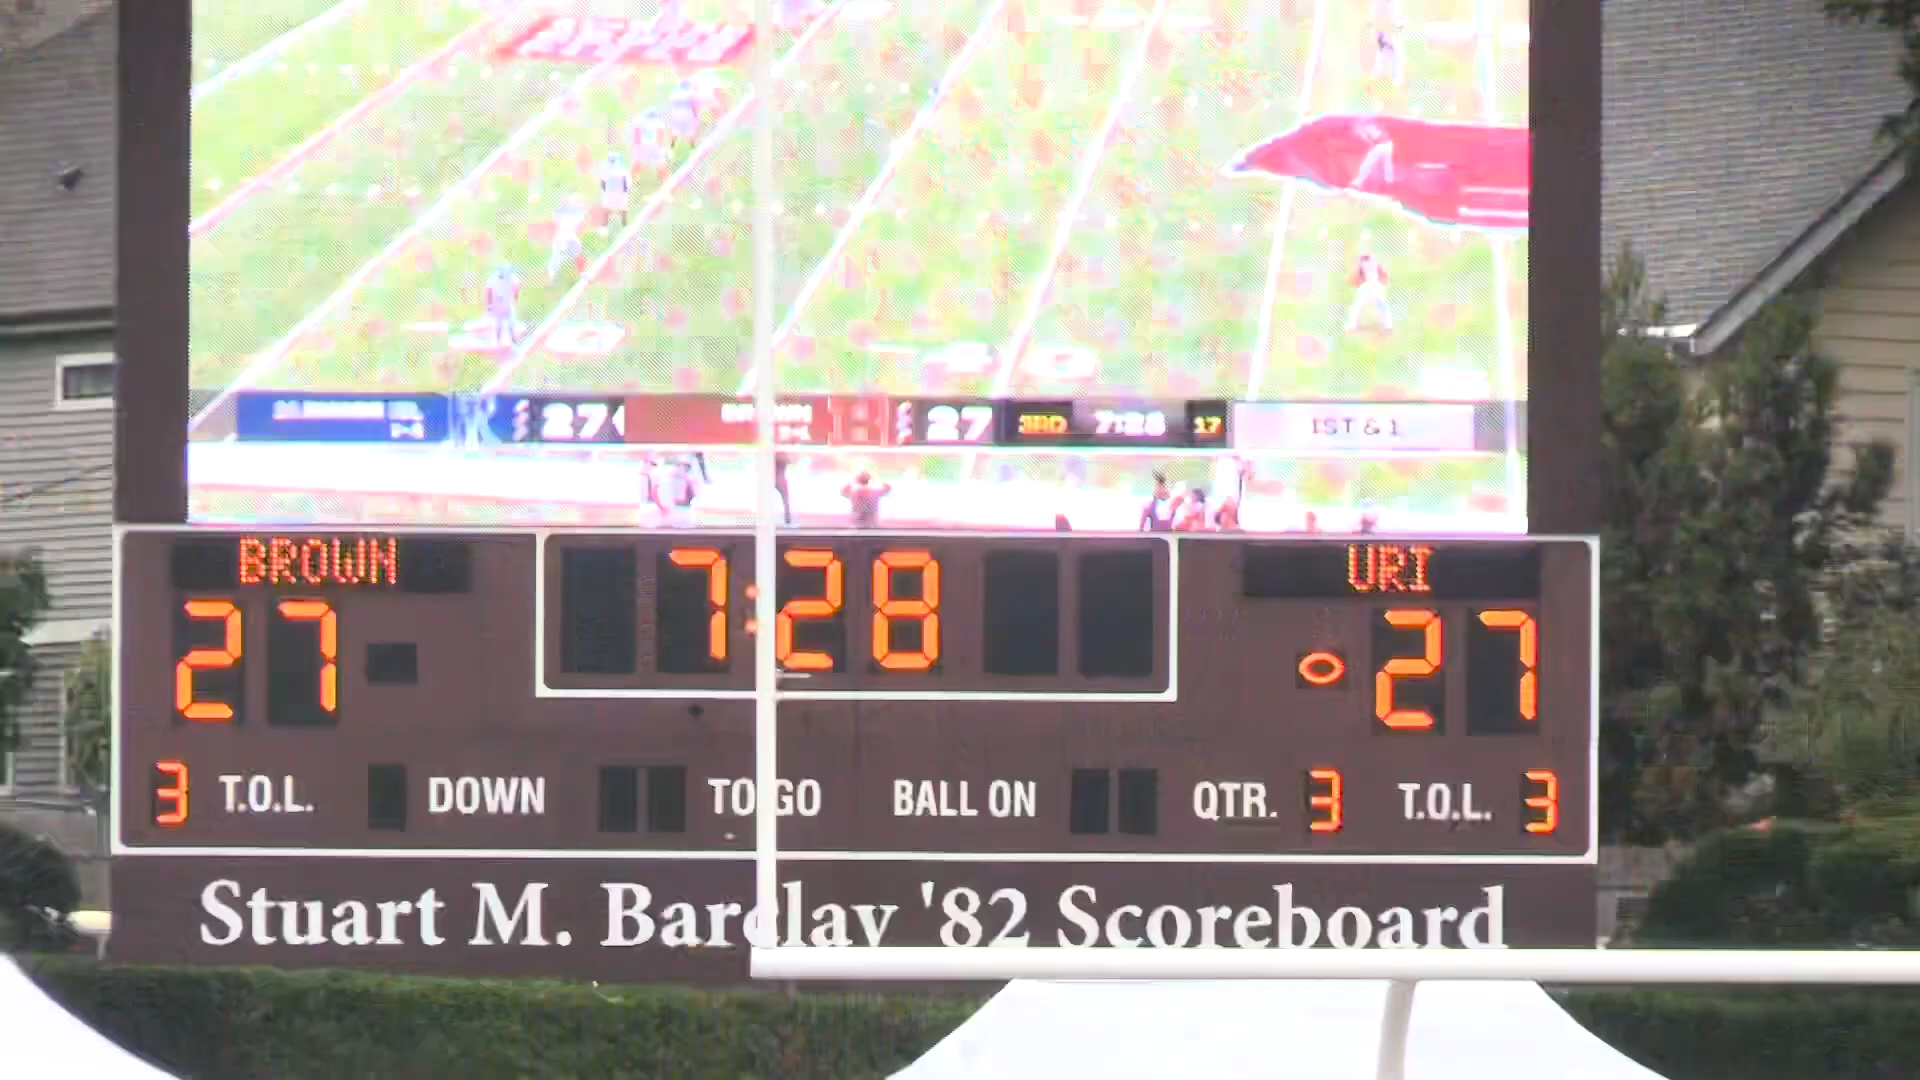 27 27 3RD 7:28 17 1ST & 1
BROWN 7:28 URI
27 27
3 T.O.L. DOWN TO GO BALL ON QTR. 3 T.O.L. 3
Stuart M. Barclay '82 Scoreboard